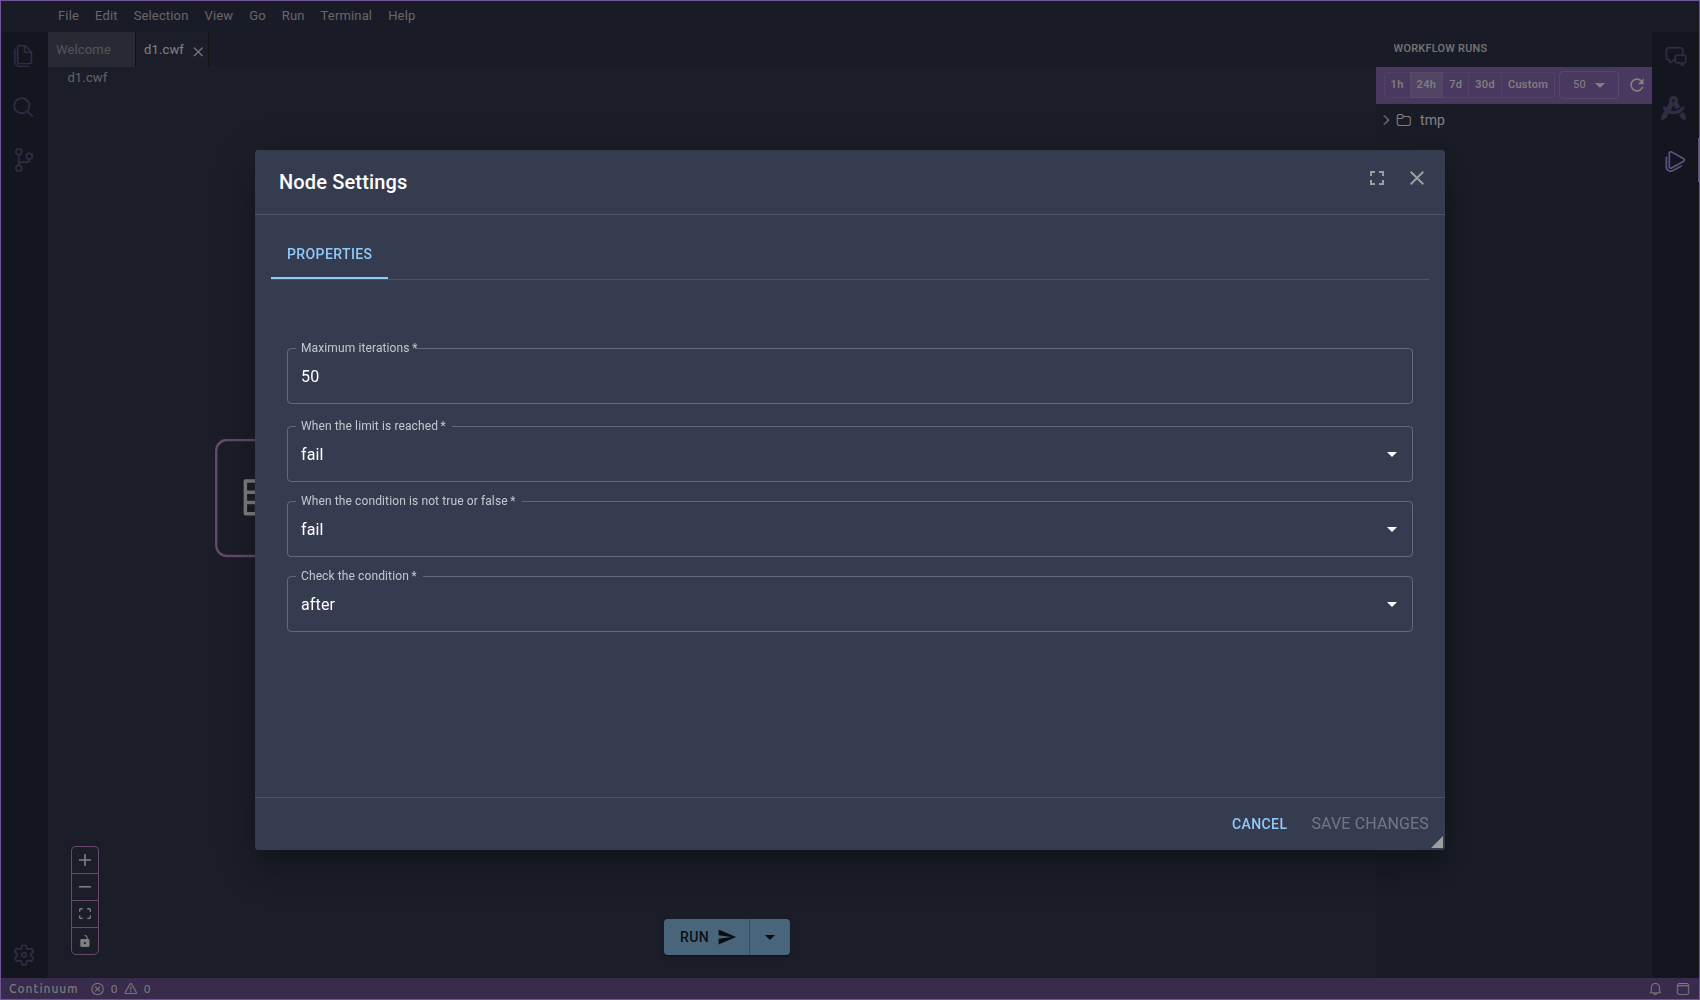 File Edit Selection View Go Run Terminal Help
Welcome d1.cwf
d1.cwf
WORKFLOW RUNS
1h 24h 7d 30d Custom 50
tmp
Node Settings
PROPERTIES
Maximum iterations *
50
When the limit is reached *
fail
When the condition is not true or false *
fail
Check the condition *
after
CANCEL SAVE CHANGES
RUN
Continuum 0 0